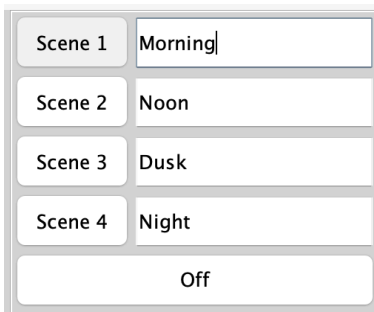 Scene 1 Morning
Scene 2 Noon
Scene 3 Dusk
Scene 4 Night
Off